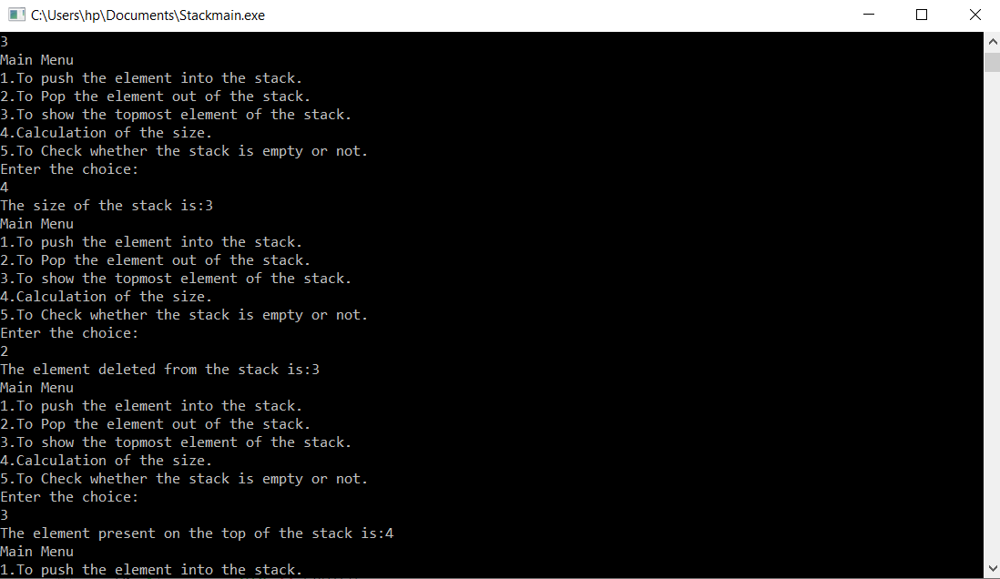 C:\Users\hp\Documents\Stackmain.exe
3
Main Menu
1.To push the element into the stack.
2.To Pop the element out of the stack.
3.To show the topmost element of the stack.
4.Calculation of the size.
5.To Check whether the stack is empty or not.
Enter the choice:
4
The size of the stack is:3
Main Menu
1.To push the element into the stack.
2.To Pop the element out of the stack.
3.To show the topmost element of the stack.
4.Calculation of the size.
5.To Check whether the stack is empty or not.
Enter the choice:
2
The element deleted from the stack is:3
Main Menu
1.To push the element into the stack.
2.To Pop the element out of the stack.
3.To show the topmost element of the stack.
4.Calculation of the size.
5.To Check whether the stack is empty or not.
Enter the choice:
3
The element present on the top of the stack is:4
Main Menu
1.To push the element into the stack.